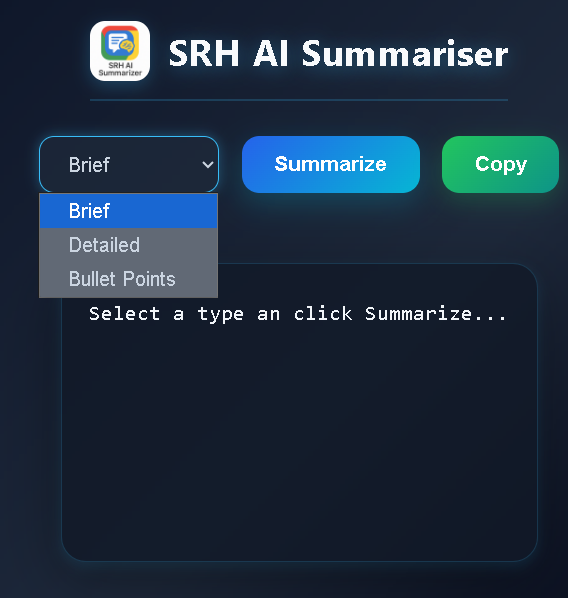 SRH AI
Summarizer
SRH AI Summariser
Brief
Summarize
Copy
Brief
Detailed
Bullet Points
Select a type an click Summarize...